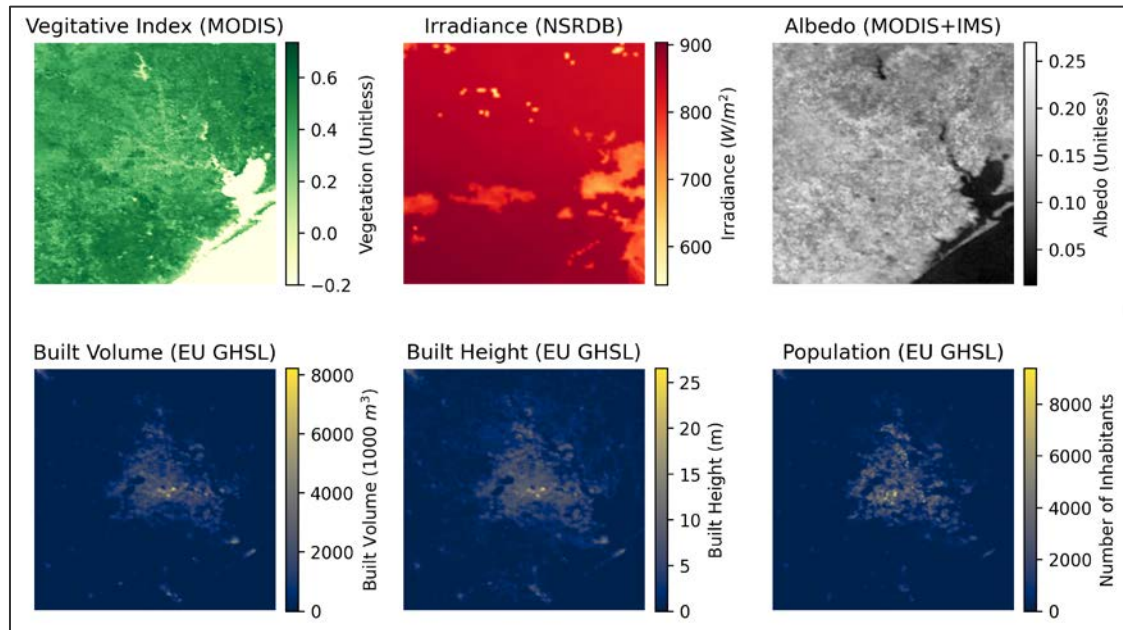 Vegitative Index (MODIS)
0.6
0.4
0.2
0.0
−0.2
Vegetation (Unitless)
Irradiance (NSRDB)
900
800
700
600
Irradiance (W/m²)
Albedo (MODIS+IMS)
0.25
0.20
0.15
0.10
0.05
Albedo (Unitless)
Built Volume (EU GHSL)
8000
6000
4000
2000
0
Built Volume (1000 m³)
Built Height (EU GHSL)
25
20
15
10
5
0
Built Height (m)
Population (EU GHSL)
8000
6000
4000
2000
0
Number of Inhabitants